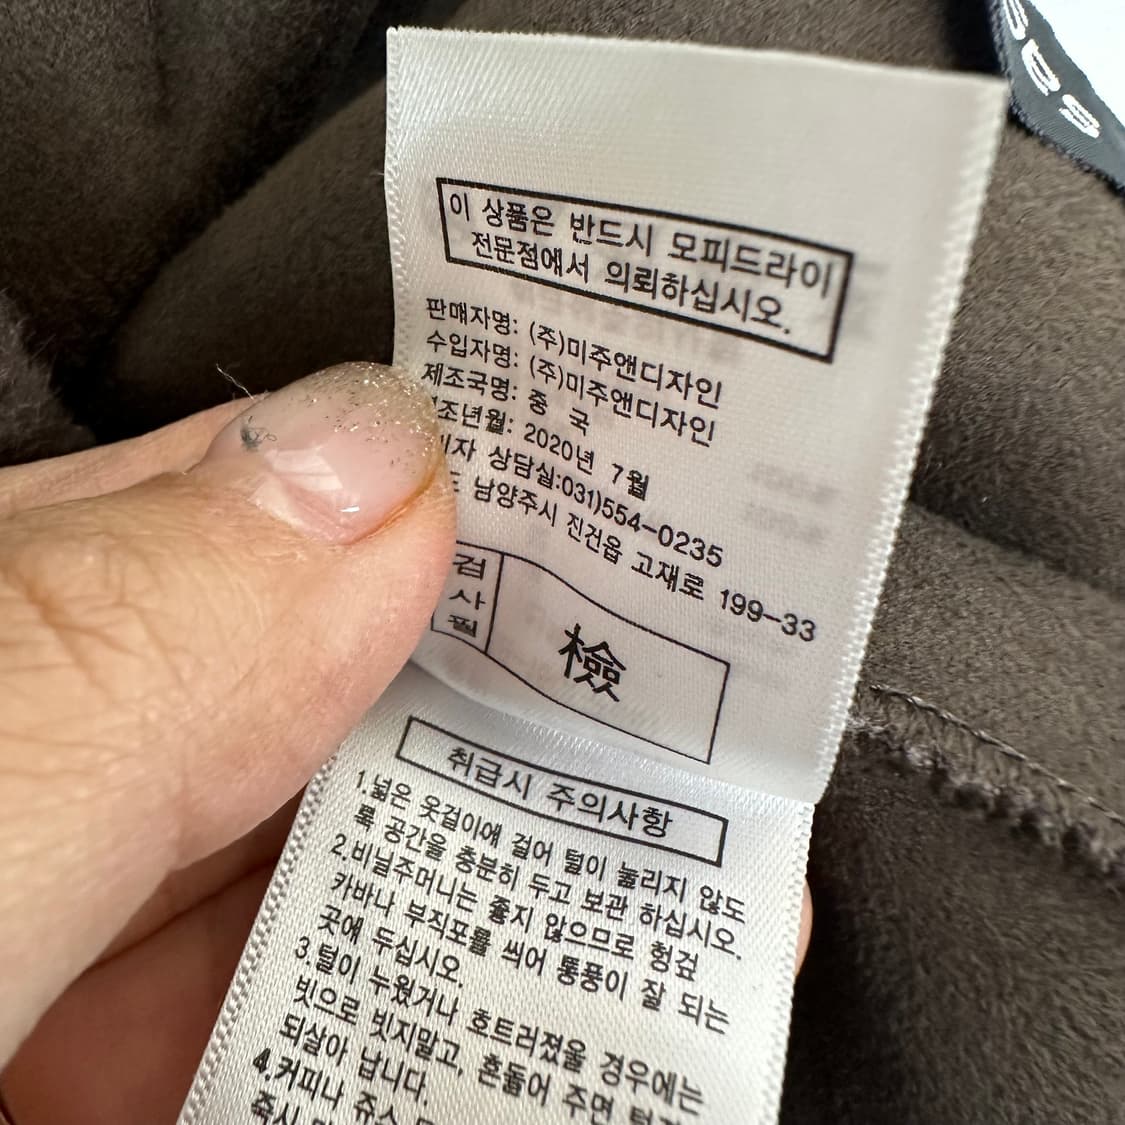 이 상품은 반드시 모피드라이
전문점에서 의뢰하십시오.
판매자명: (주)미주앤디자인
수입자명: (주)미주앤디자인
제조국명: 중 국
조년월: 2020년 7월
자 상담실:031)554-0235
남양주시 진건읍 고재로 199-33
검사필
檢
취급시 주의사항
1.넓은 옷걸이에 걸어 털이 눌리지 않도
록 공간을 충분히 두고 보관 하십시오.
2.비닐주머니는 좋지 않으므로 헝겊
카바나 부직포를 씌어 통풍이 잘 되는
곳에 두십시오.
3.털이 누웠거나 흐트러졌을 경우에는
빗으로 빗지말고, 흔들어 주면
되살아 납니다.
4.커피나 쥬스
즉시